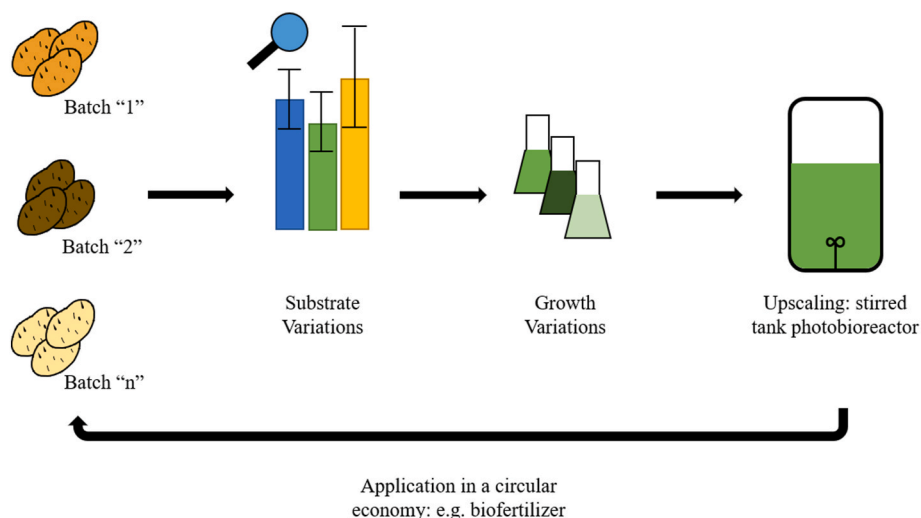 Batch “1”
Batch “2”
Batch “n”
Substrate
Variations
Growth
Variations
Upscaling: stirred
tank photobioreactor
Application in a circular
economy: e.g. biofertilizer